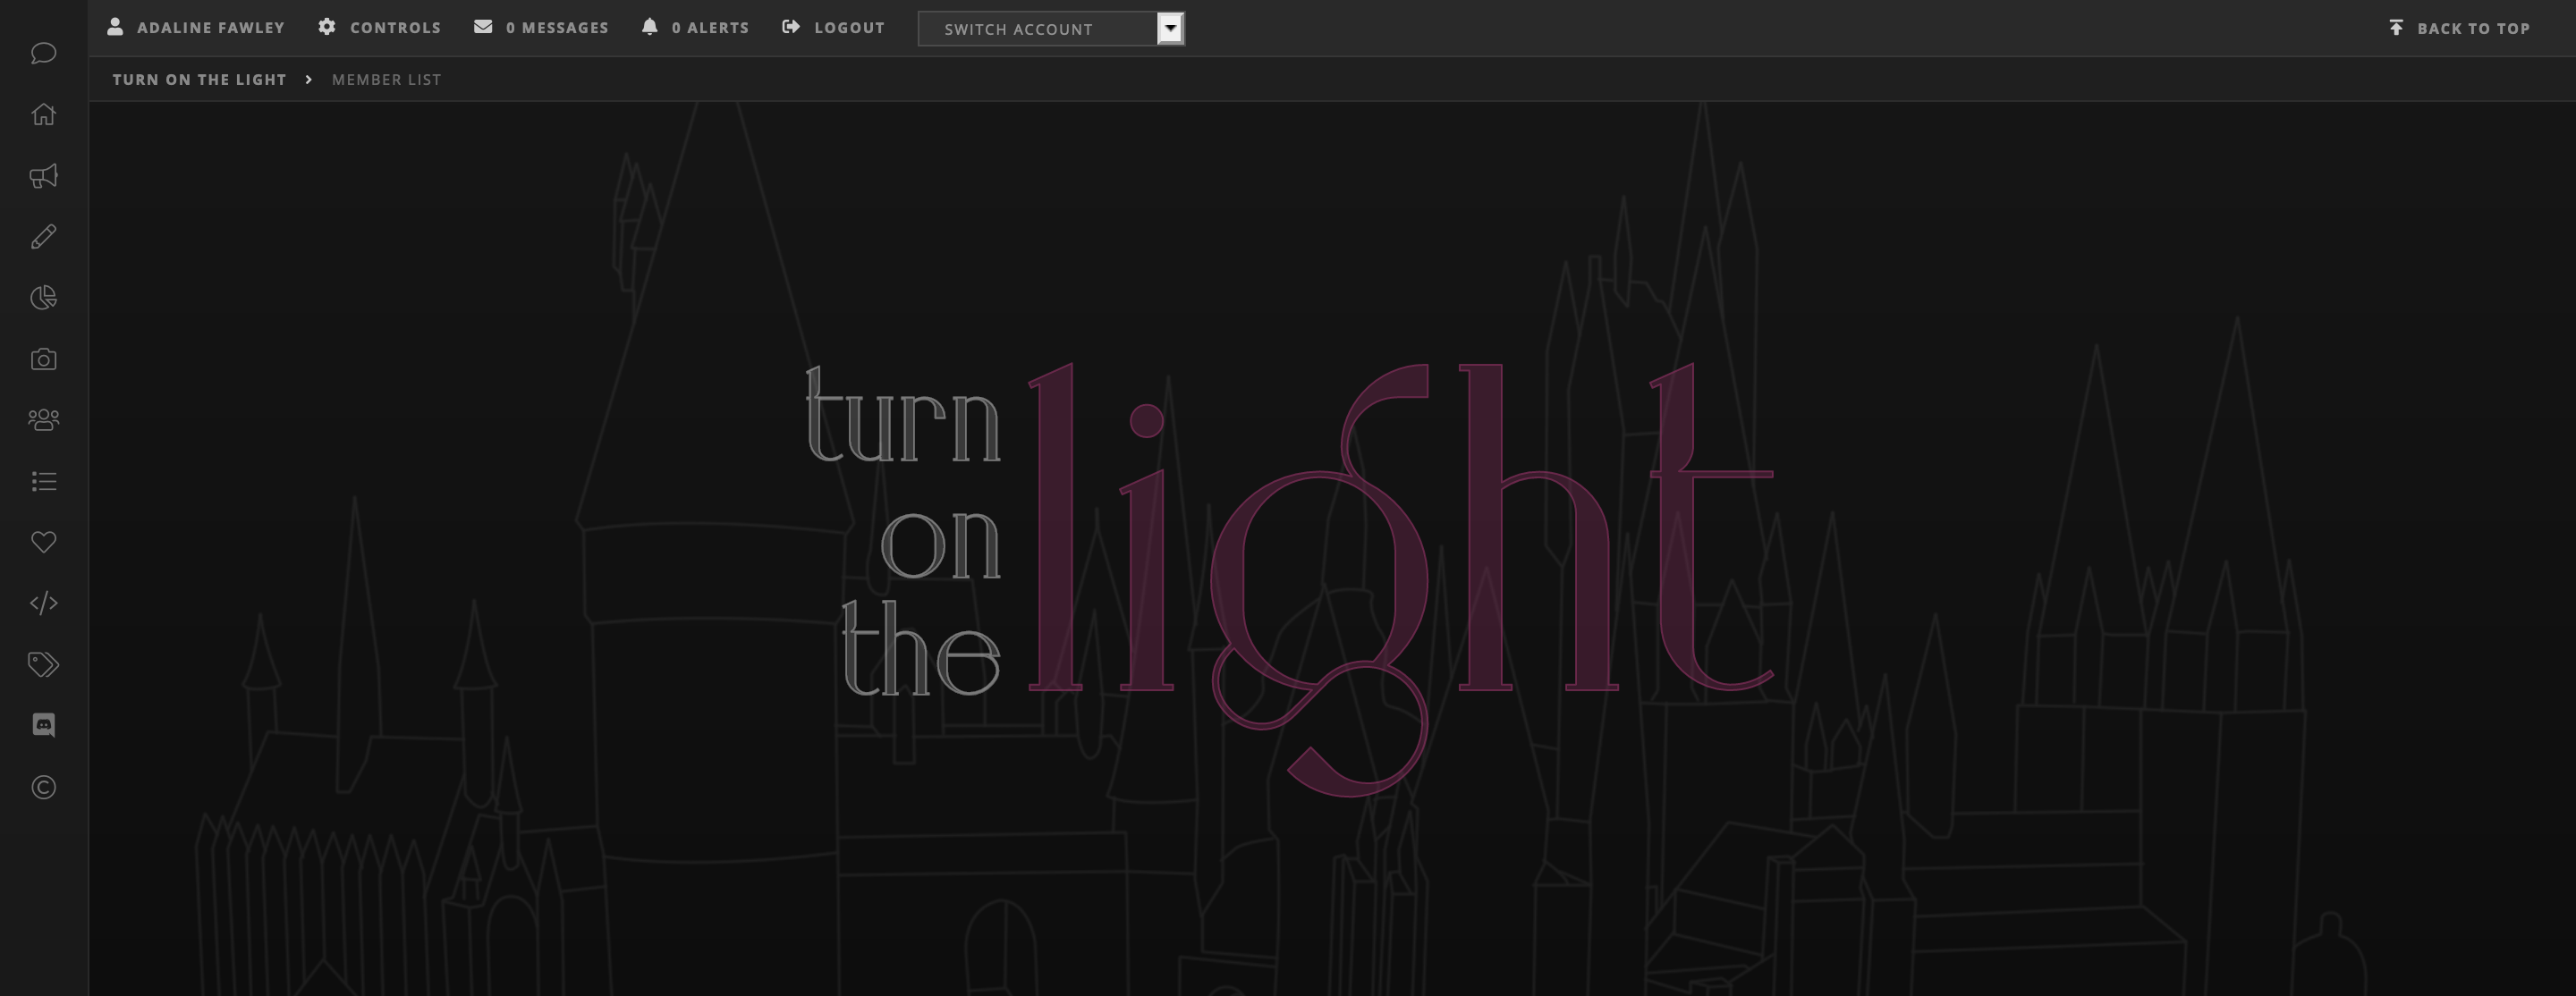 ADALINE FAWLEY CONTROLS 0 MESSAGES 0 ALERTS LOGOUT SWITCH ACCOUNT BACK TO TOP
TURN ON THE LIGHT > MEMBER LIST
turn
on
the
light